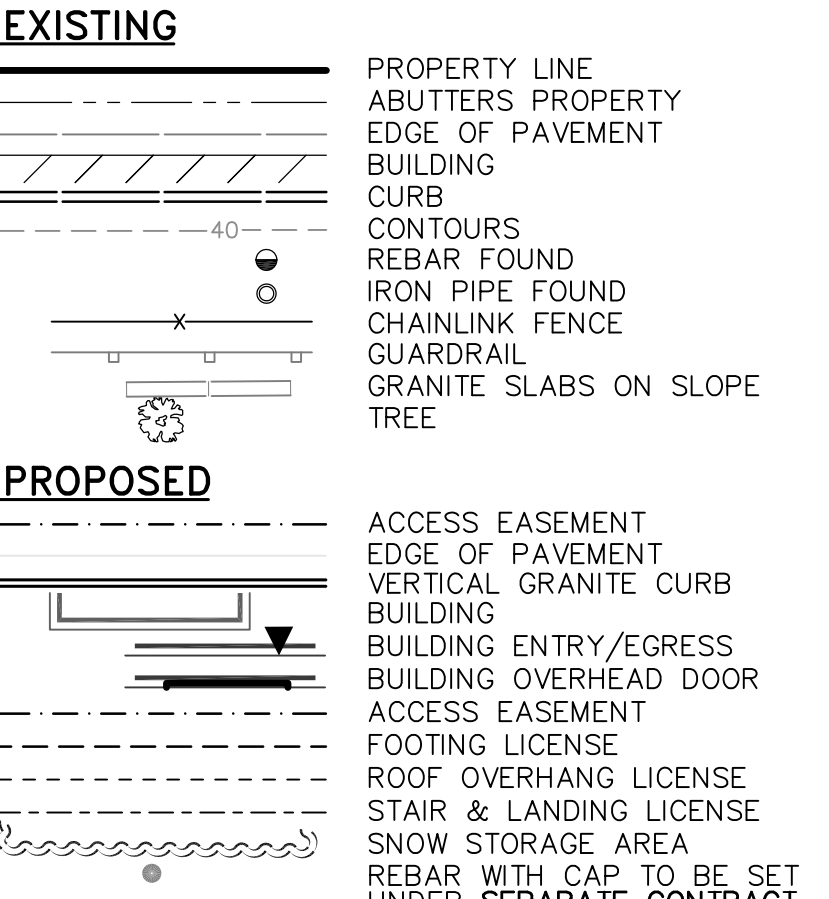 EXISTING
PROPERTY LINE
ABUTTERS PROPERTY
EDGE OF PAVEMENT
BUILDING
CURB
40 CONTOURS
REBAR FOUND
IRON PIPE FOUND
CHAINLINK FENCE
GUARDRAIL
GRANITE SLABS ON SLOPE
TREE
PROPOSED
ACCESS EASEMENT
EDGE OF PAVEMENT
VERTICAL GRANITE CURB
BUILDING
BUILDING ENTRY/EGRESS
BUILDING OVERHEAD DOOR
ACCESS EASEMENT
FOOTING LICENSE
ROOF OVERHANG LICENSE
STAIR & LANDING LICENSE
SNOW STORAGE AREA
REBAR WITH CAP TO BE SET
UNDER SEPARATE CONTRACT